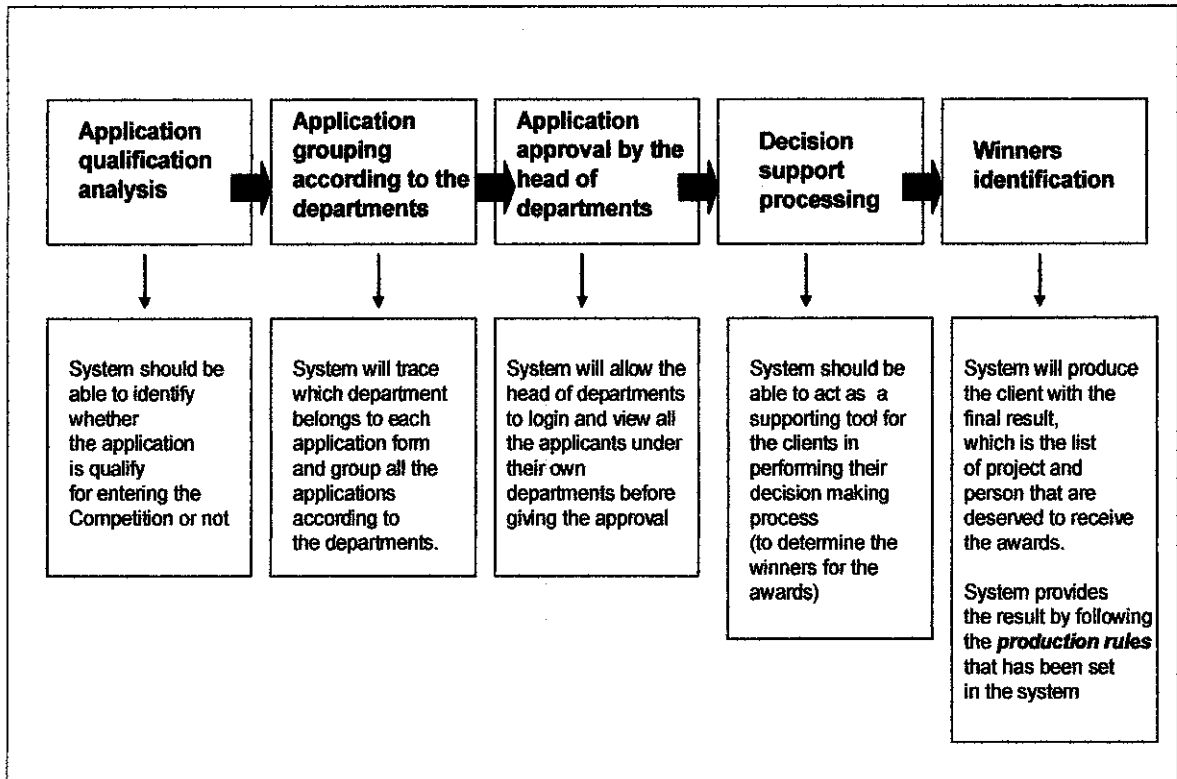 Application
qualification
analysis
Application
grouping
according to the
departments
Application
approval by the
head of
departments
Decision
support
processing
Winners
identification
System should be
able to identify
whether
the application
is qualify
for entering the
Competition or not
System will trace
which department
belongs to each
application form
and group all the
applications
according to
the departments.
System will allow the
head of departments
to login and view all
the applicants under
their own
departments before
giving the approval
System should be
able to act as a
supporting tool for
the clients in
performing their
decision making
process
(to determine the
winners for the
awards)
System will produce
the client with the
final result,
which is the list
of project and
person that are
deserved to receive
the awards.
System provides
the result by following
the production rules
that has been set
in the system